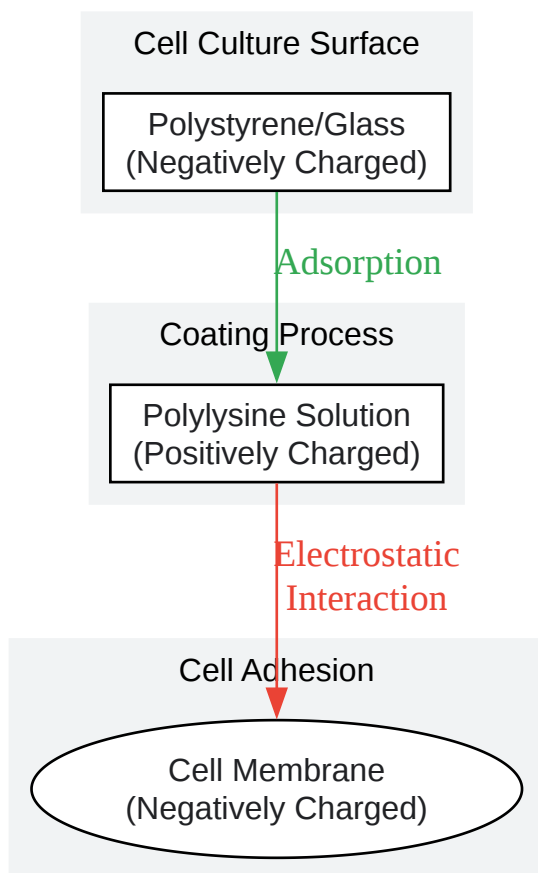 Cell Culture Surface
Polystyrene/Glass
(Negatively Charged)
Adsorption
Coating Process
Polylysine Solution
(Positively Charged)
Electrostatic
Interaction
Cell Adhesion
Cell Membrane
(Negatively Charged)